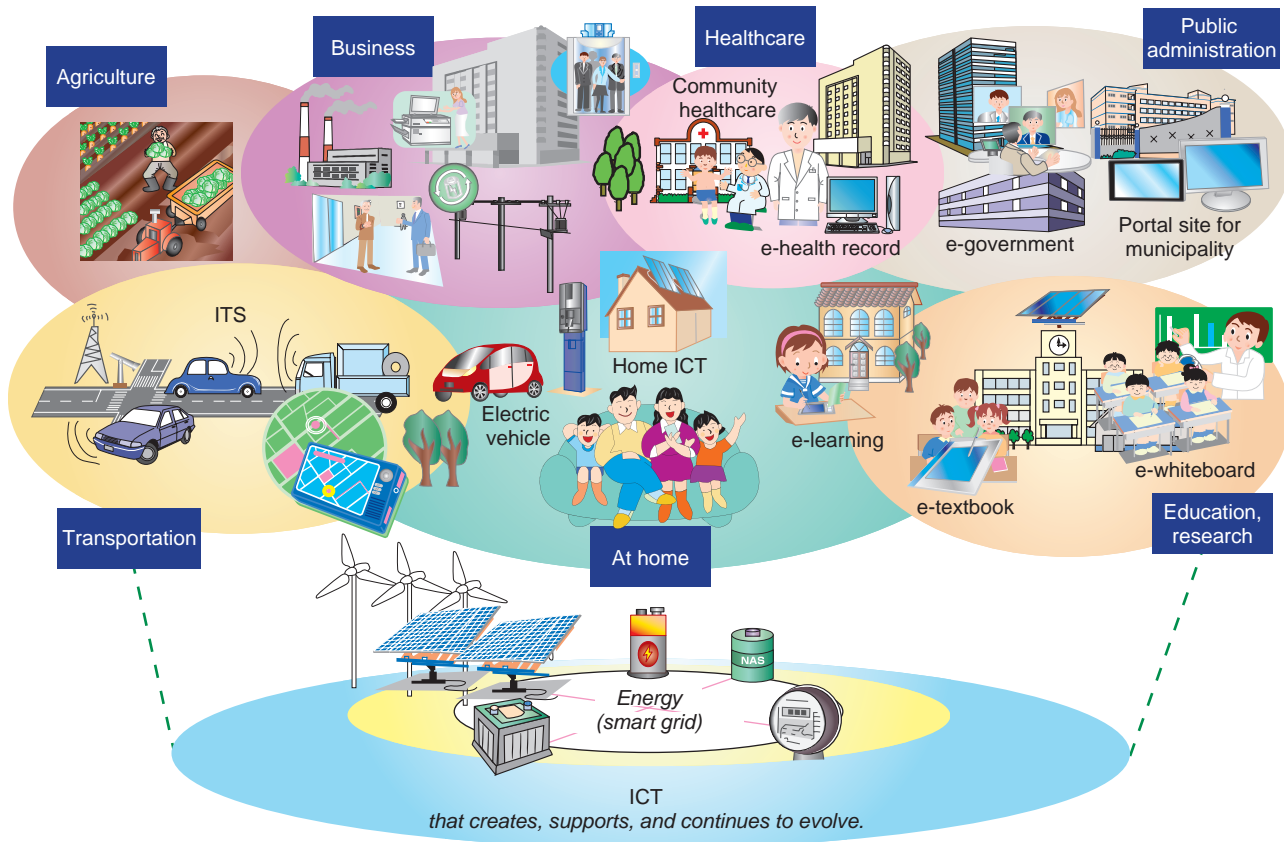 Agriculture
Business
Healthcare
Public
administration
Community
healthcare
e-health record
e-government
Portal site for
municipality
ITS
Electric
vehicle
Home ICT
e-learning
e-textbook
e-whiteboard
Transportation
At home
Education,
research
NAS
Energy
(smart grid)
ICT
that creates, supports, and continues to evolve.